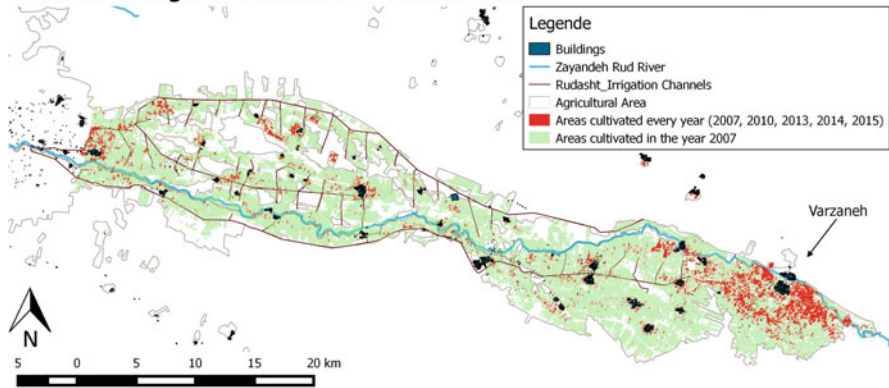 Legende
Buildings
Zayandeh Rud River
Rudasht_Irrigation Channels
Agricultural Area
Areas cultivated every year (2007, 2010, 2013, 2014, 2015)
Areas cultivated in the year 2007
Varzaneh
N
5 0 5 10 15 20 km